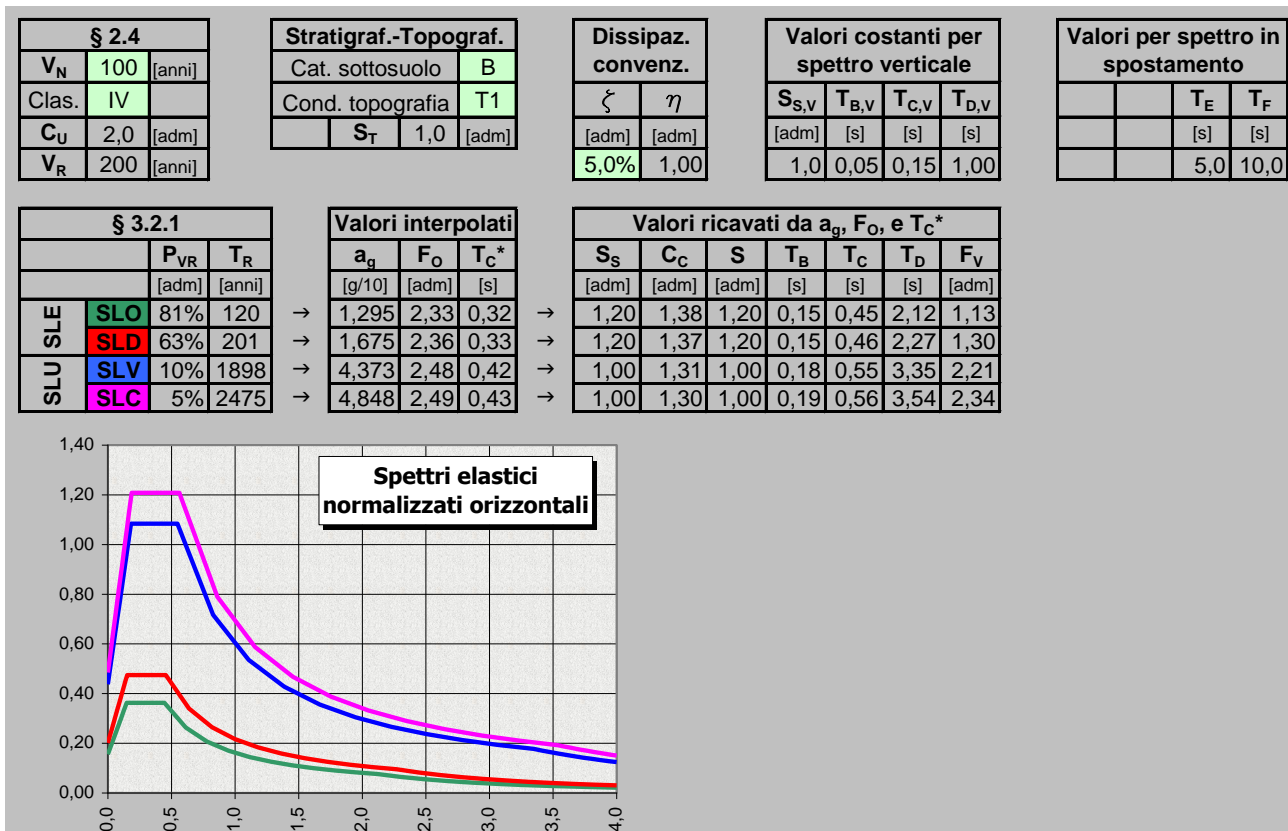 § 2.4
V_N 100 [anni]
Clas. IV
C_U 2,0 [adm]
V_R 200 [anni]
Stratigraf.-Topograf.
Cat. sottosuolo B
Cond. topografia T1
S_T 1,0 [adm]
Dissipaz. convenz.
ζ η
[adm] [adm]
5,0% 1,00
Valori costanti per spettro verticale
S_S,V T_B,V T_C,V T_D,V
[adm] [s] [s] [s]
1,0 0,05 0,15 1,00
Valori per spettro in spostamento
T_E T_F
[s] [s]
5,0 10,0
§ 3.2.1 Valori interpolati Valori ricavati da a_g, F_O, e T_C*
P_VR T_R a_g F_O T_C* S_S C_C S T_B T_C T_D F_V
[adm] [anni] [g/10] [adm] [s] [adm] [adm] [adm] [s] [s] [s] [adm]
SLE
SLO 81% 120 → 1,295 2,33 0,32 → 1,20 1,38 1,20 0,15 0,45 2,12 1,13
SLD 63% 201 → 1,675 2,36 0,33 → 1,20 1,37 1,20 0,15 0,46 2,27 1,30
SLU
SLV 10% 1898 → 4,373 2,48 0,42 → 1,00 1,31 1,00 0,18 0,55 3,35 2,21
SLC 5% 2475 → 4,848 2,49 0,43 → 1,00 1,30 1,00 0,19 0,56 3,54 2,34
Spettri elastici
normalizzati orizzontali
1,40
1,20
1,00
0,80
0,60
0,40
0,20
0,00
0,0 0,5 1,0 1,5 2,0 2,5 3,0 3,5 4,0